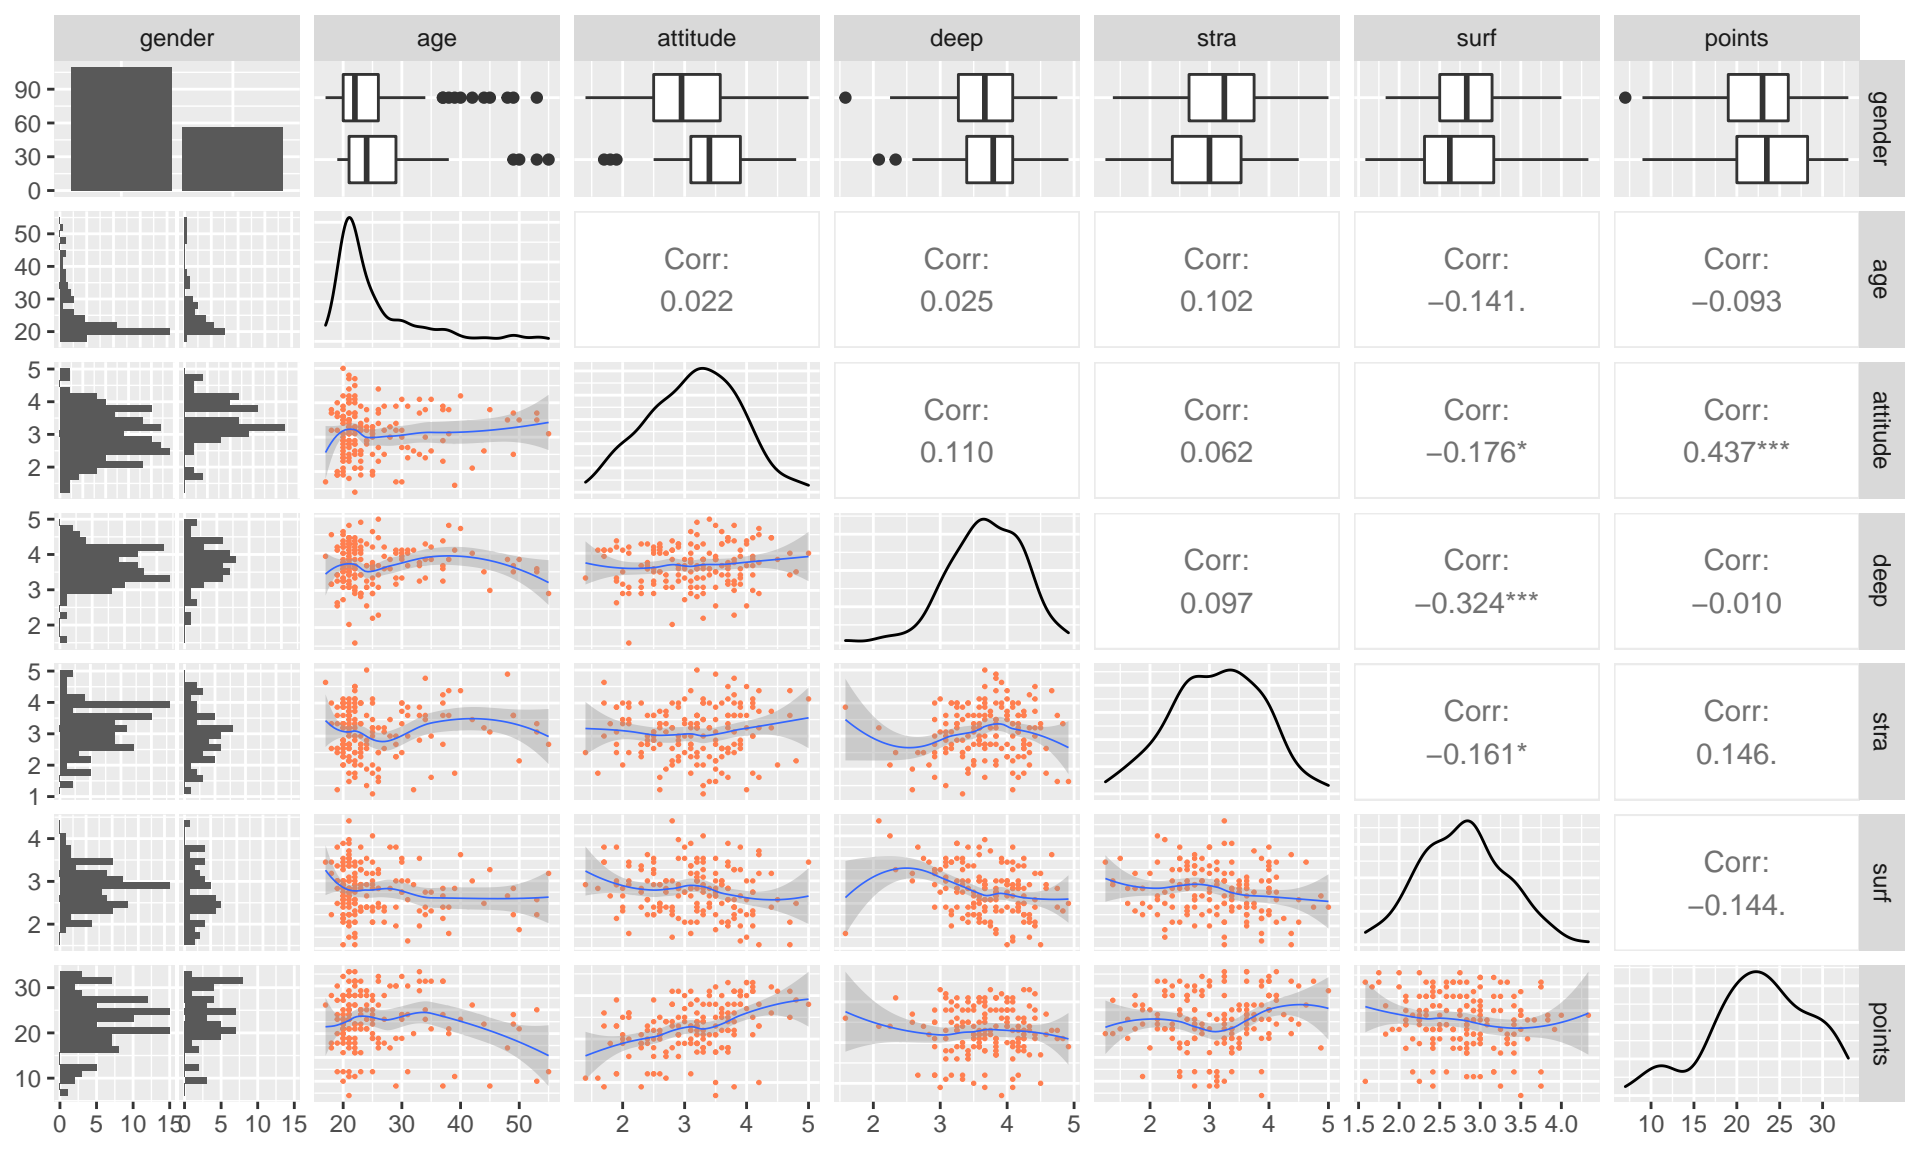 gender age attitude deep stra surf points
90
60
30
0
gender
50
40
30
20
Corr: Corr: Corr: Corr: Corr:
0.022 0.025 0.102 −0.141. −0.093
age
5
4
3
2
Corr: Corr: Corr: Corr:
0.110 0.062 −0.176* 0.437***
attitude
5
4
3
2
Corr: Corr: Corr:
0.097 −0.324*** −0.010
deep
5
4
3
2
1
Corr: Corr:
−0.161* 0.146.
stra
4
3
2
Corr:
−0.144.
surf
30
20
10
points
0 5 10 15 0 5 10 15 20 30 40 50 2 3 4 5 2 3 4 5 2 3 4 5 1.5 2.0 2.5 3.0 3.5 4.0 10 15 20 25 30